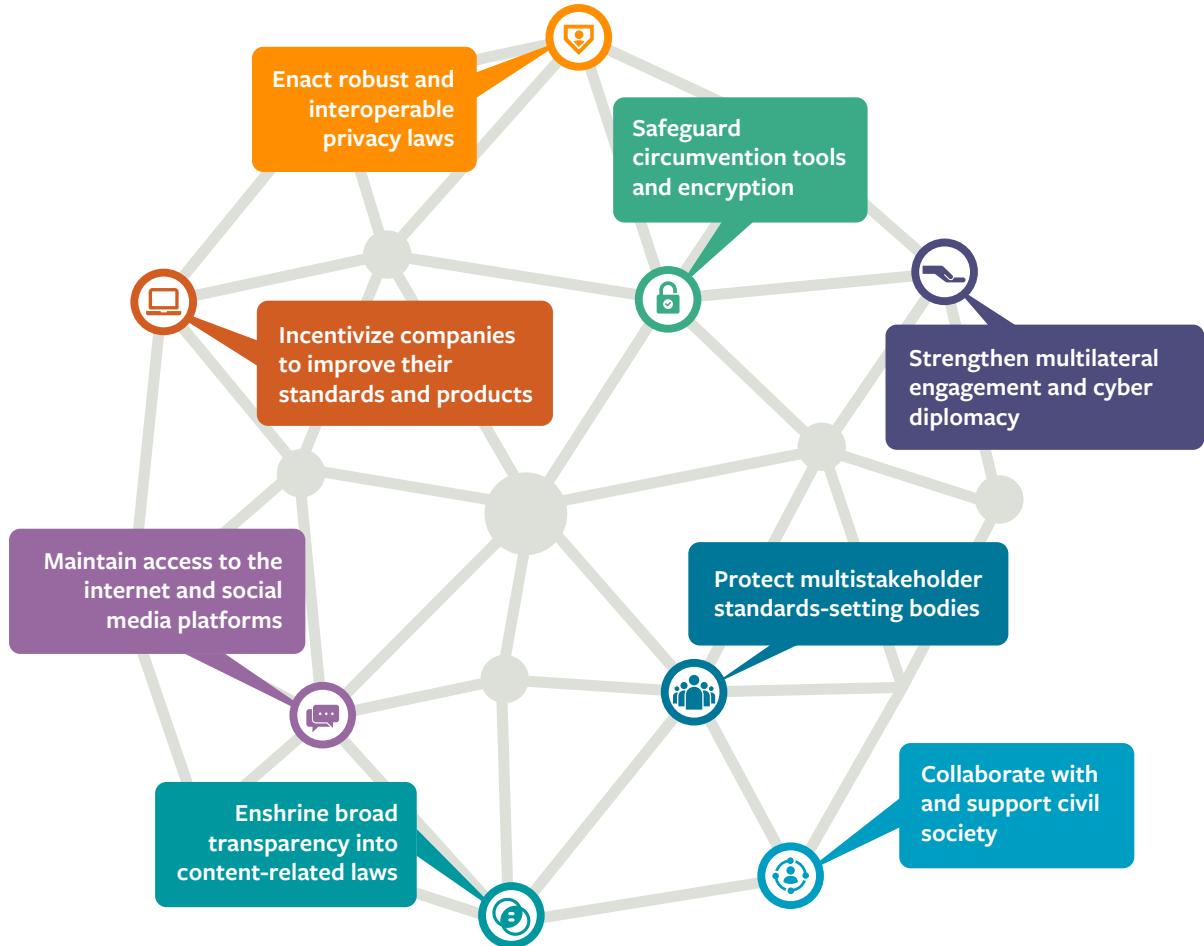 Enact robust and
interoperable
privacy laws
Safeguard
circumvention tools
and encryption
Incentivize companies
to improve their
standards and products
Strengthen multilateral
engagement and cyber
diplomacy
Maintain access to the
internet and social
media platforms
Protect multistakeholder
standards-setting bodies
Enshrine broad
transparency into
content-related laws
Collaborate with
and support civil
society